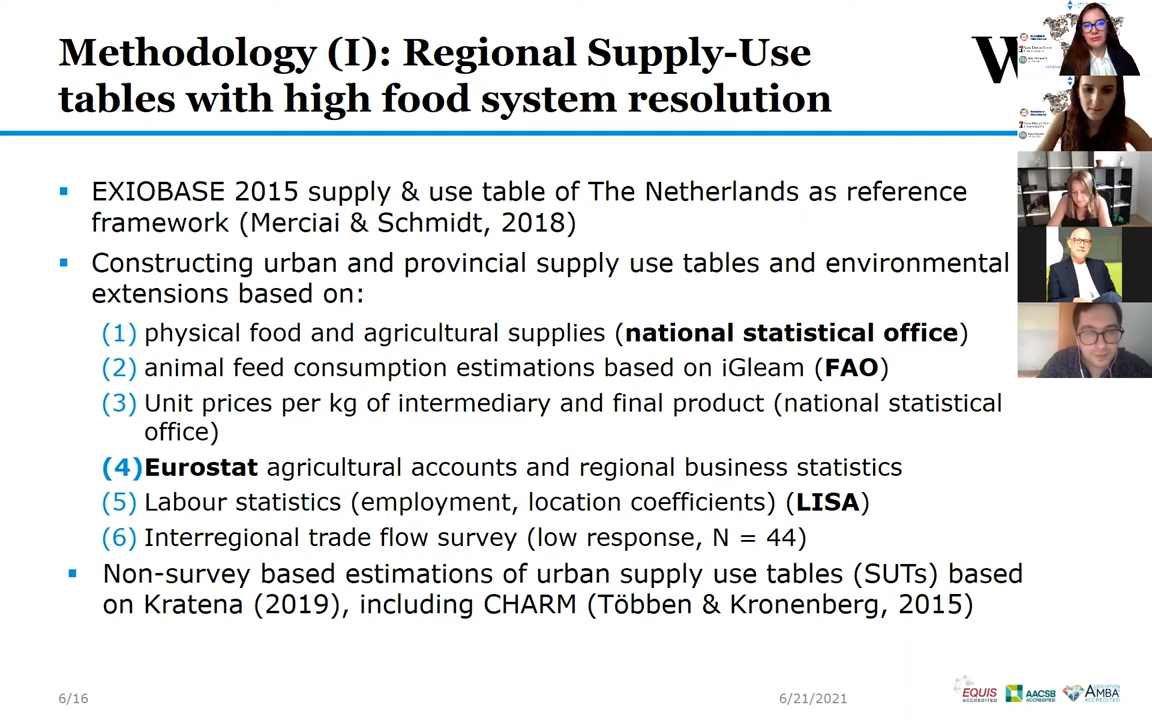 Methodology (I): Regional Supply-Use
tables with high food system resolution
W
EXIOBASE 2015 supply & use table of The Netherlands as reference
framework (Merciai & Schmidt, 2018)
Constructing urban and provincial supply use tables and environmental
extensions based on:
(1) physical food and agricultural supplies (national statistical office)
(2) animal feed consumption estimations based on iGleam (FAO)
(3) Unit prices per kg of intermediary and final product (national statistical
office)
(4) Eurostat agricultural accounts and regional business statistics
(5) Labour statistics (employment, location coefficients) (LISA)
(6) Interregional trade flow survey (low response, N = 44)
Non-survey based estimations of urban supply use tables (SUTs) based
on Kratena (2019), including CHARM (Többen & Kronenberg, 2015)
6/16
6/21/2021
EQUIS
ACCREDITED
AACSB
ACCREDITED
ASSOCIATION
AMBA
ACCREDITED